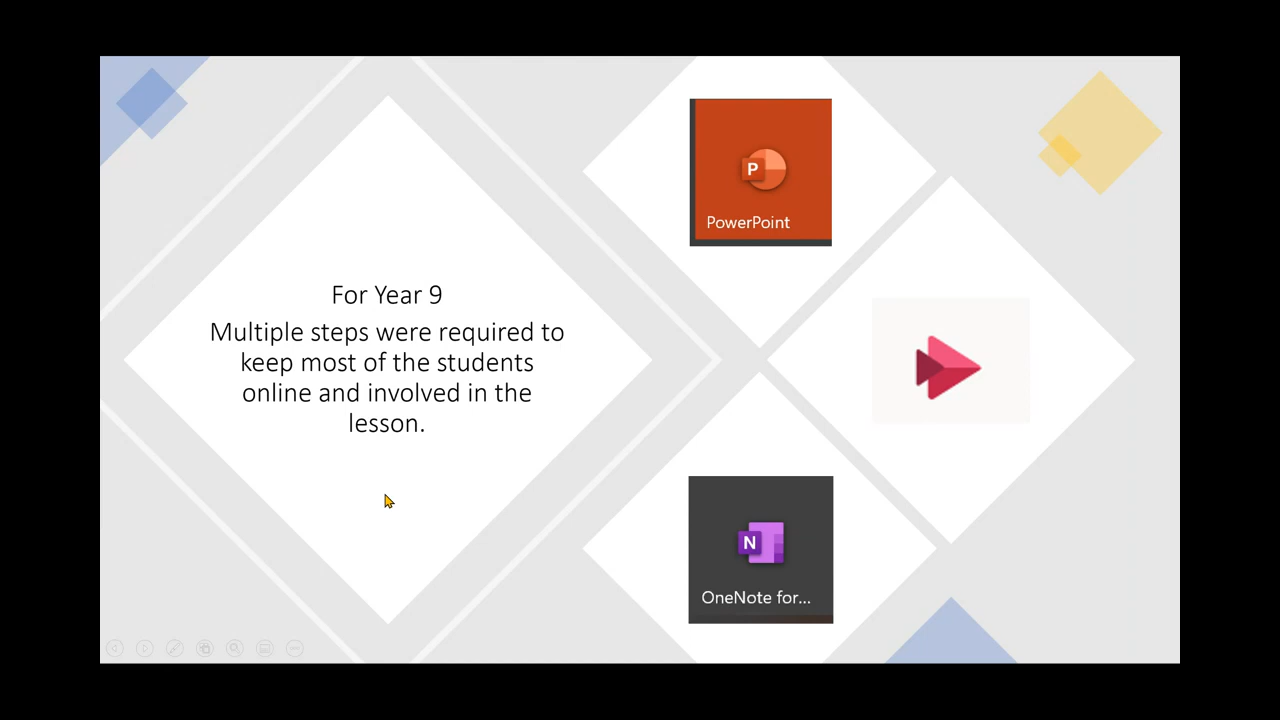 For Year 9
Multiple steps were required to
keep most of the students
online and involved in the
lesson.
P
PowerPoint
N
OneNote for...